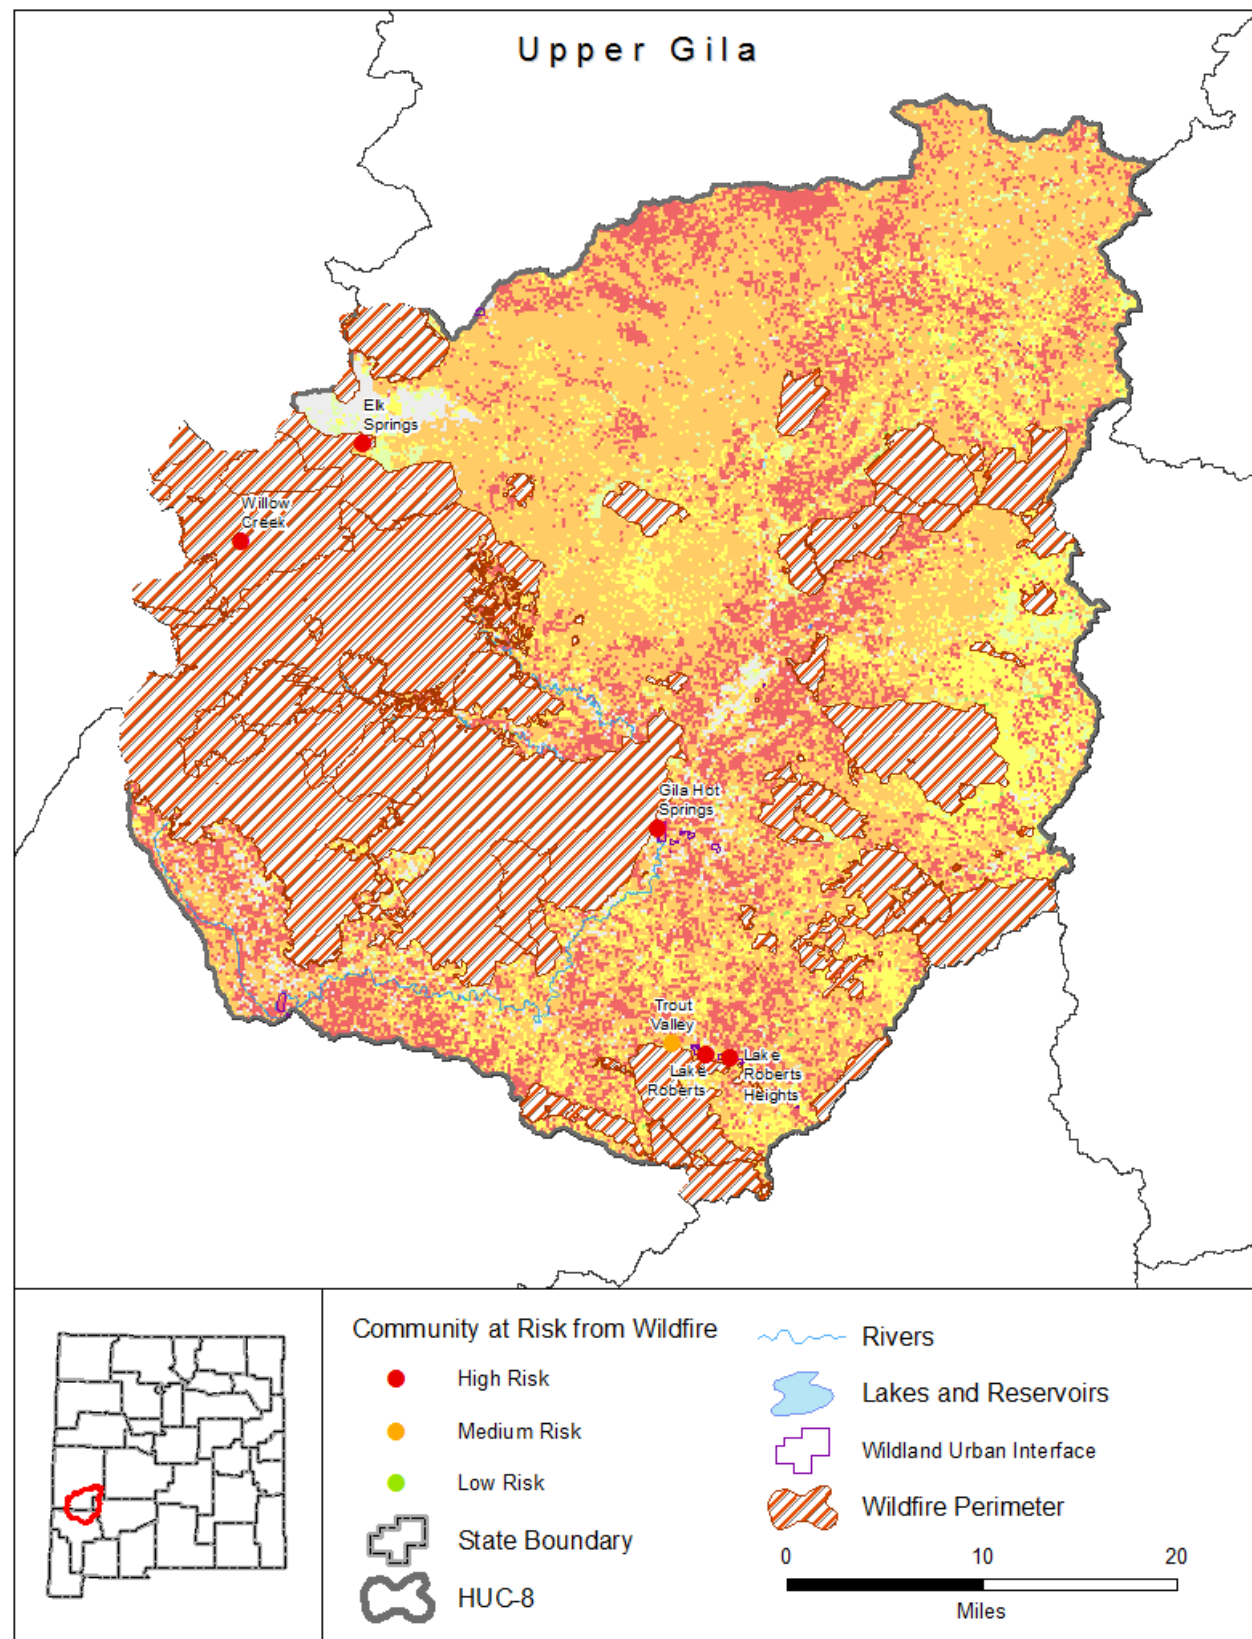 Upper Gila
Elk
Springs
Willow
Creek
Gila Hot
Springs
Trout
Valley
Lake
Roberts
Lake
Roberts
Heights
Community at Risk from Wildfire
High Risk
Medium Risk
Low Risk
State Boundary
HUC-8
Rivers
Lakes and Reservoirs
Wildland Urban Interface
Wildfire Perimeter
0 10 20
Miles